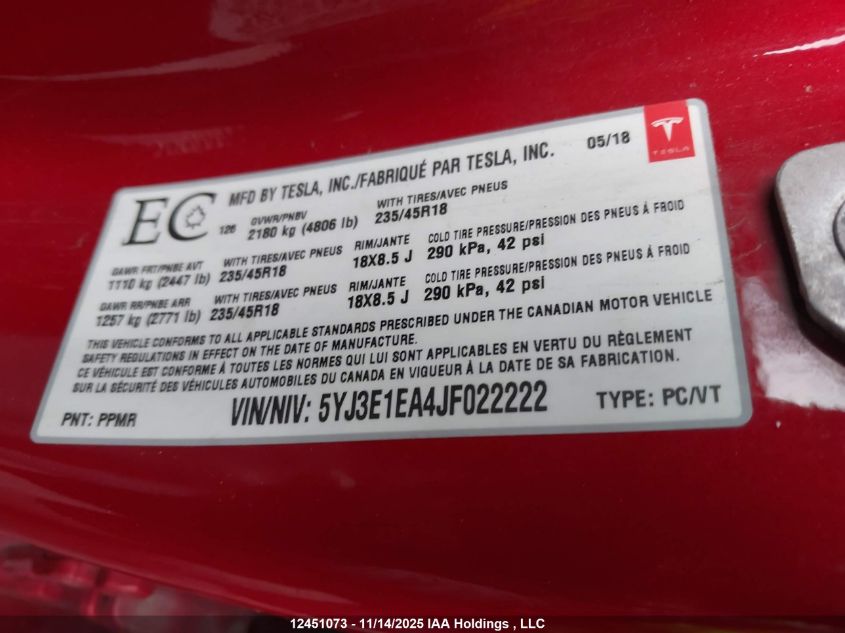 EC 126
MFD BY TESLA, INC./FABRIQUÉ PAR TESLA, INC. 05/18
TESLA
GVWR/PNBV WITH TIRES/AVEC PNEUS
2180 kg (4806 lb) 235/45R18
GAWR FRT/PNBE AVT WITH TIRES/AVEC PNEUS RIM/JANTE COLD TIRE PRESSURE/PRESSION DES PNEUS À FROID
1110 kg (2447 lb) 235/45R18 18X8.5 J 290 kPa, 42 psi
GAWR RR/PNBE ARR WITH TIRES/AVEC PNEUS RIM/JANTE COLD TIRE PRESSURE/PRESSION DES PNEUS À FROID
1257 kg (2771 lb) 235/45R18 18X8.5 J 290 kPa, 42 psi
THIS VEHICLE CONFORMS TO ALL APPLICABLE STANDARDS PRESCRIBED UNDER THE CANADIAN MOTOR VEHICLE
SAFETY REGULATIONS IN EFFECT ON THE DATE OF MANUFACTURE.
CE VÉHICULE EST CONFORME À TOUTES LES NORMES QUI LUI SONT APPLICABLES EN VERTU DU RÈGLEMENT
SUR LA SÉCURITÉ DES VÉHICULES AUTOMOBILES DU CANADA EN VIGUEUR À LA DATE DE SA FABRICATION.
PNT: PPMR VIN/NIV: 5YJ3E1EA4JF022222 TYPE: PC/VT
12451073 - 11/14/2025 IAA Holdings , LLC